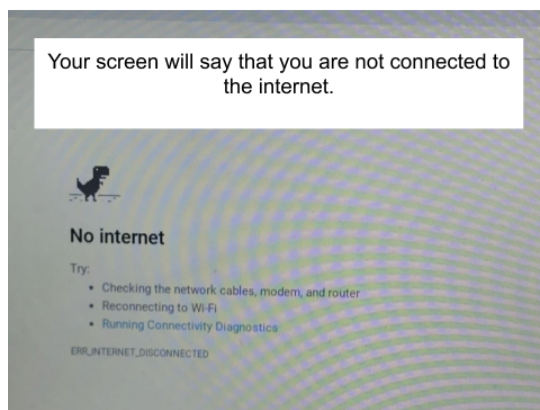 Your screen will say that you are not connected to
the internet.
No internet
Try:
• Checking the network cables, modem, and router
• Reconnecting to Wi-Fi
• Running Connectivity Diagnostics
ERR_INTERNET_DISCONNECTED